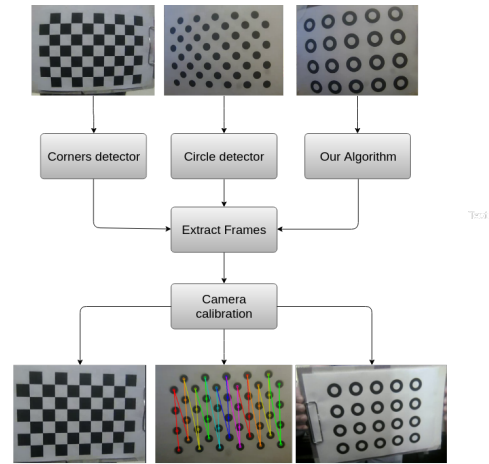 Corners detector
Circle detector
Our Algorithm
Extract Frames
Camera
calibration